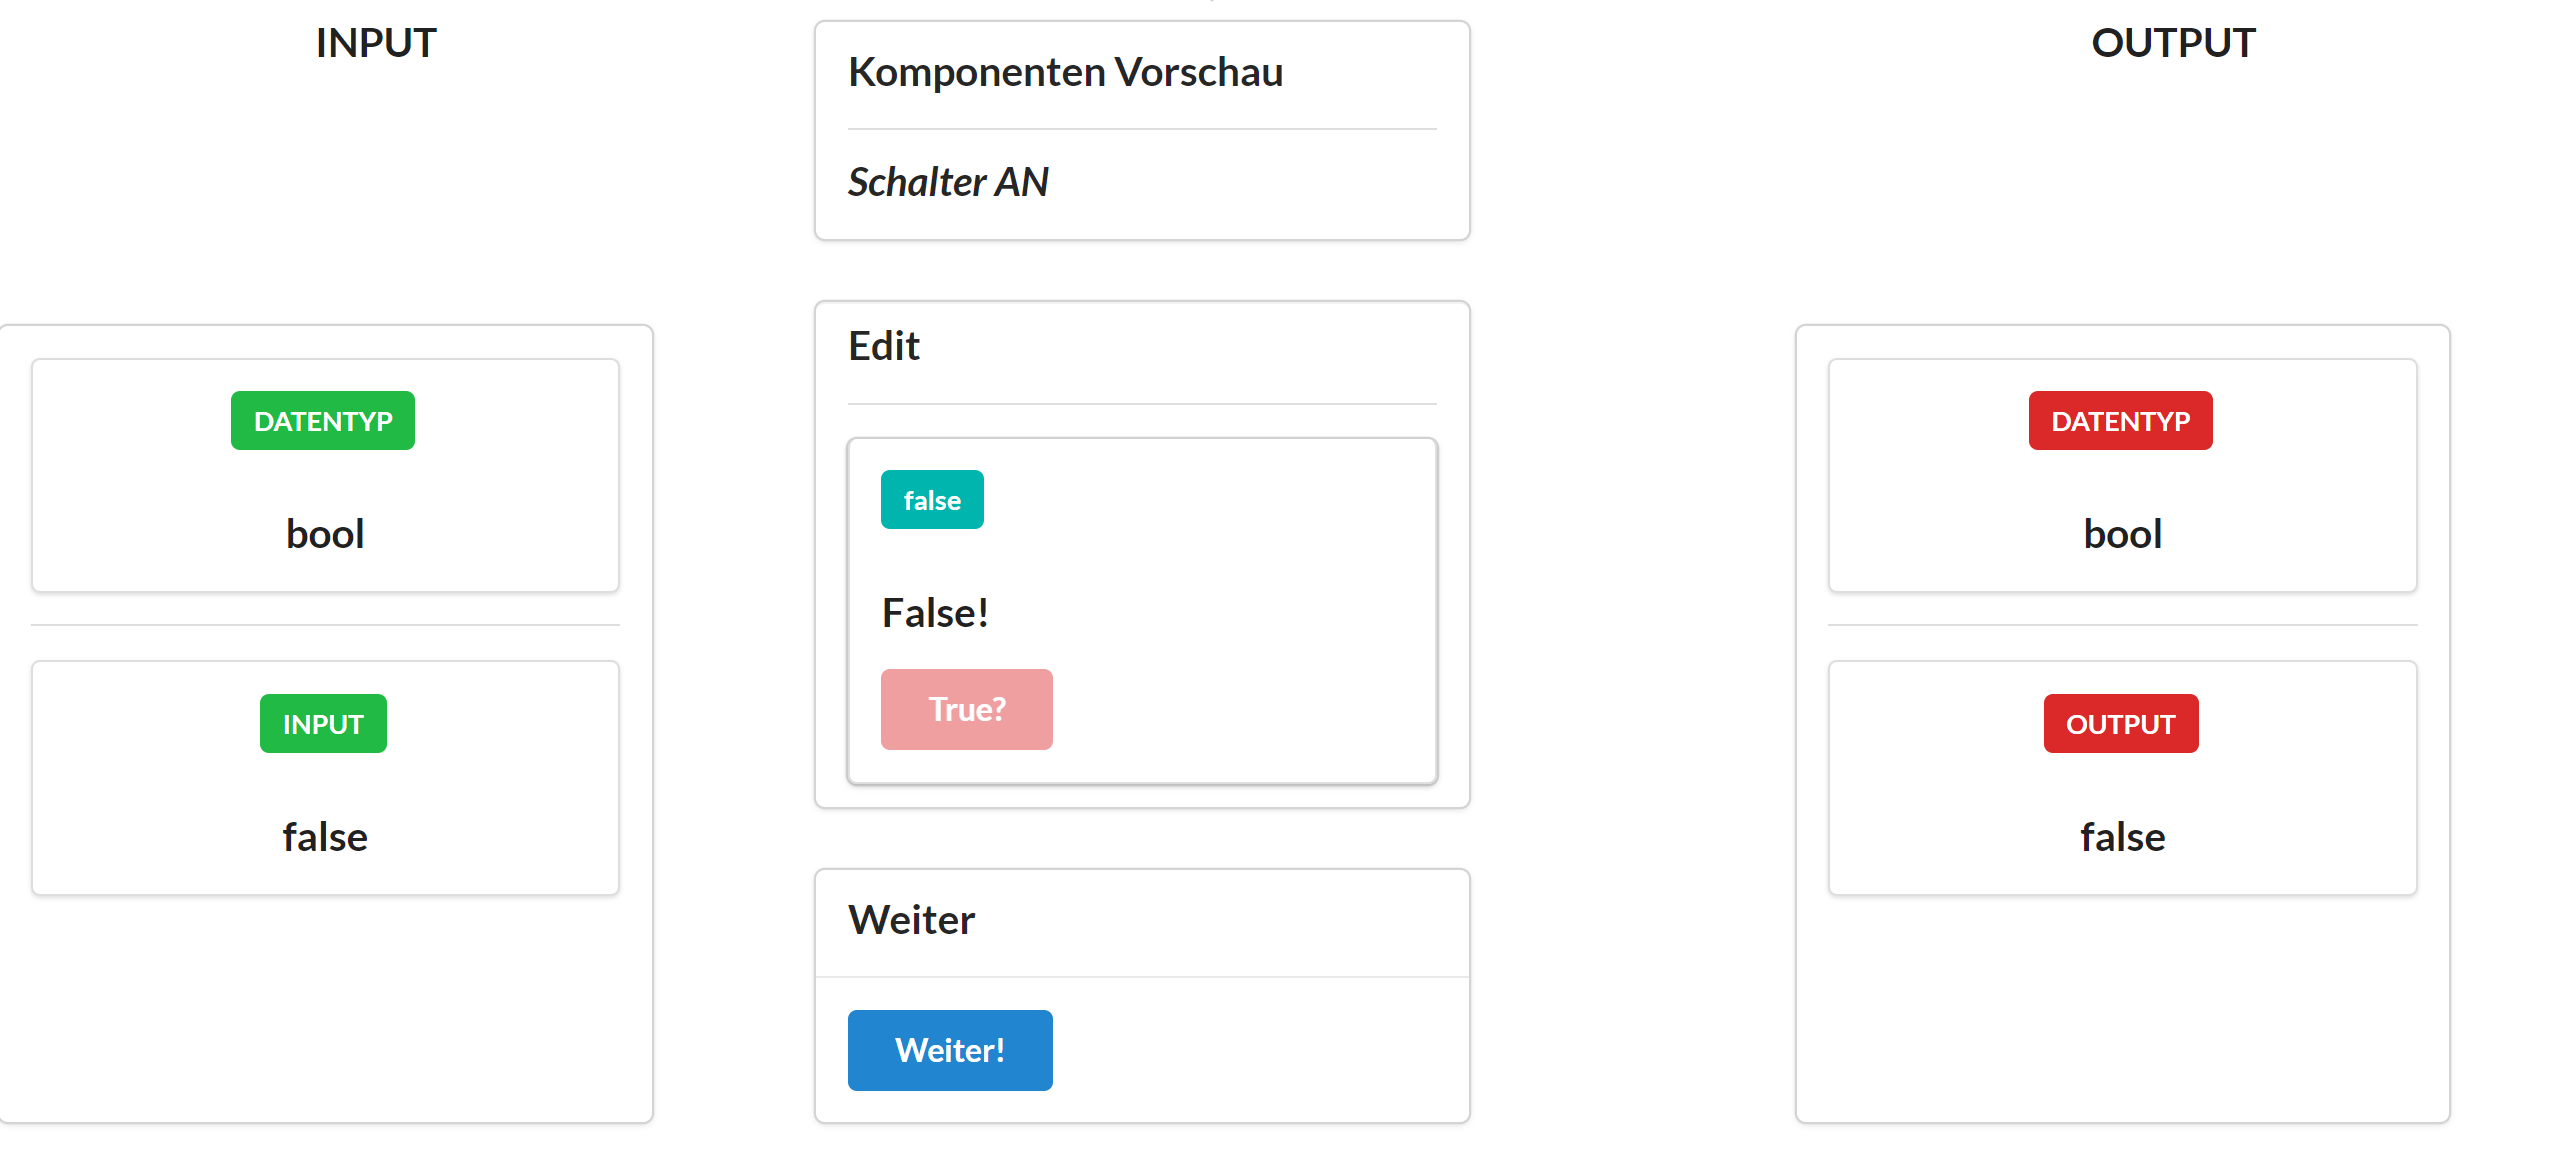 INPUT
DATENTYP
bool
INPUT
false
Komponenten Vorschau
Schalter AN
Edit
false
False!
True?
Weiter
Weiter!
OUTPUT
DATENTYP
bool
OUTPUT
false